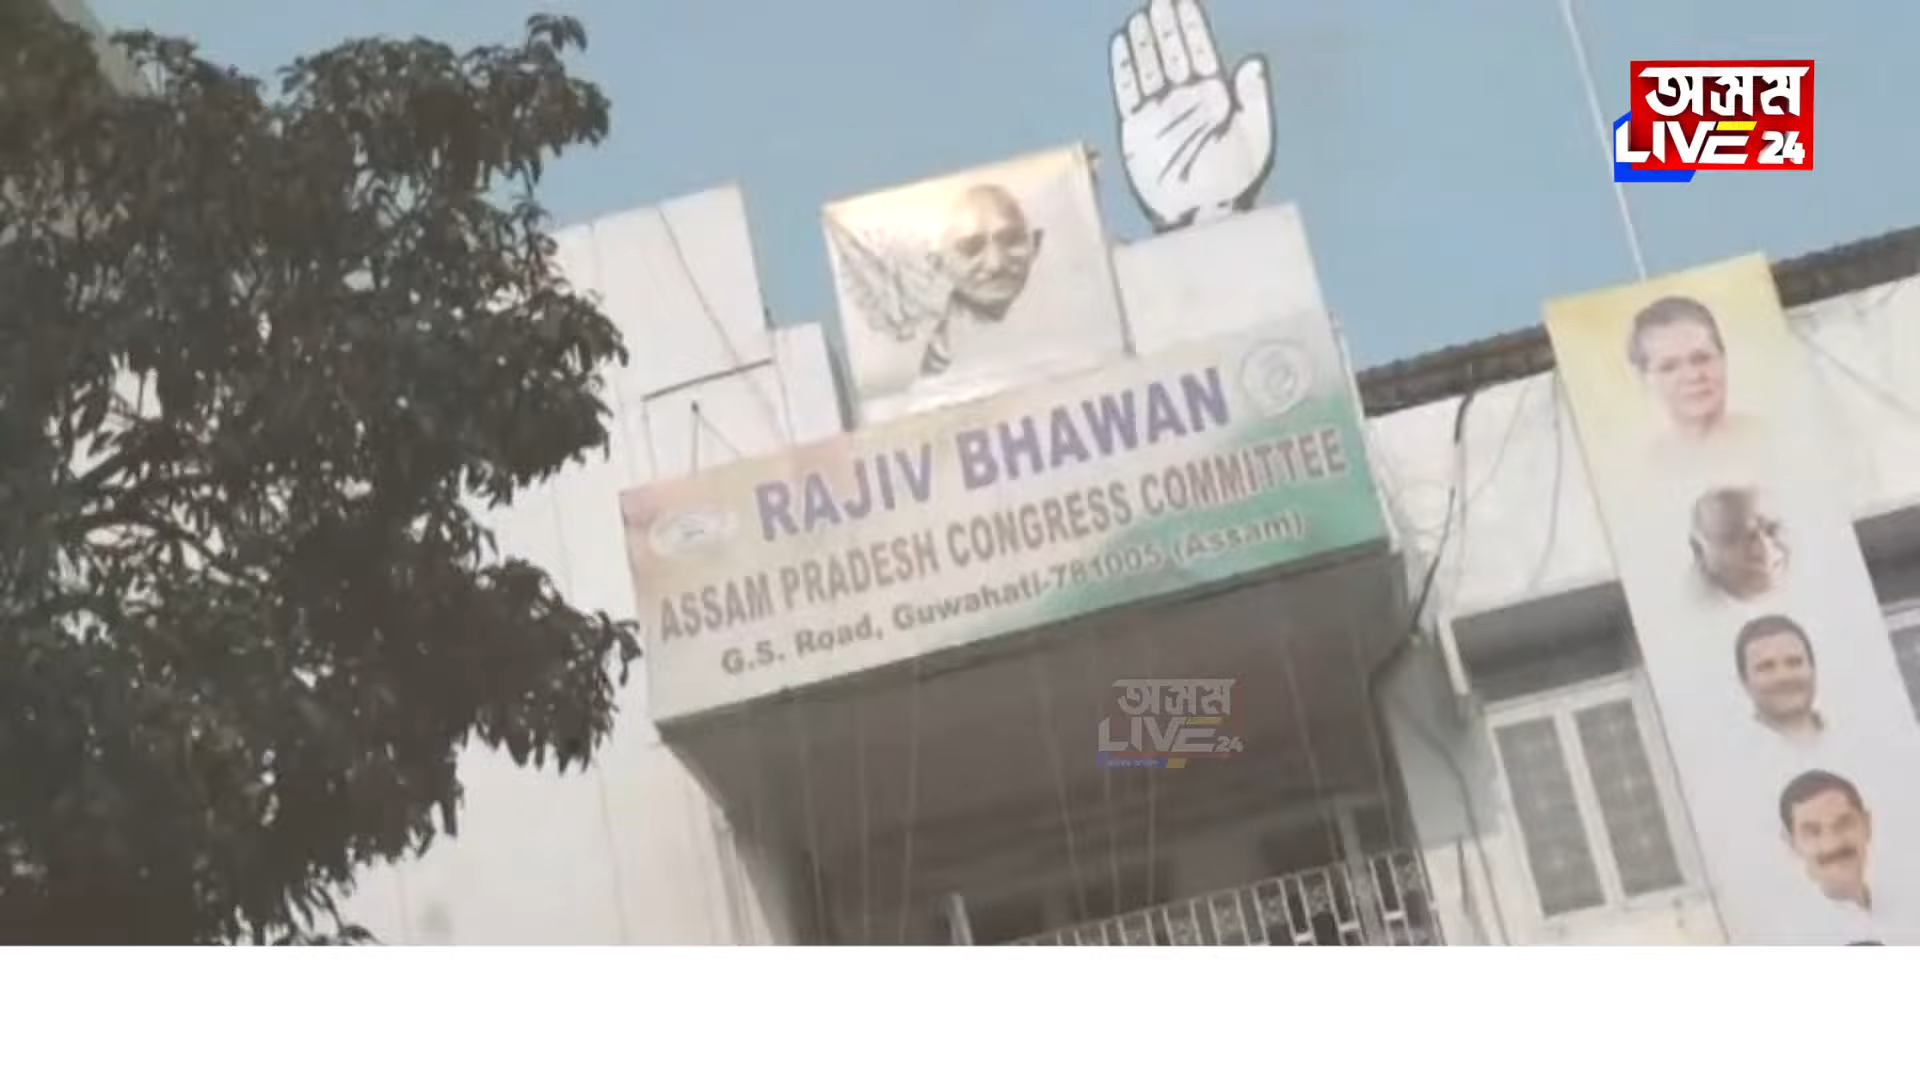 অসম
LIVE 24
RAJIV BHAWAN
ASSAM PRADESH CONGRESS COMMITTEE
G.S. Road, Guwahati-781005 (Assam)
অসম
LIVE 24